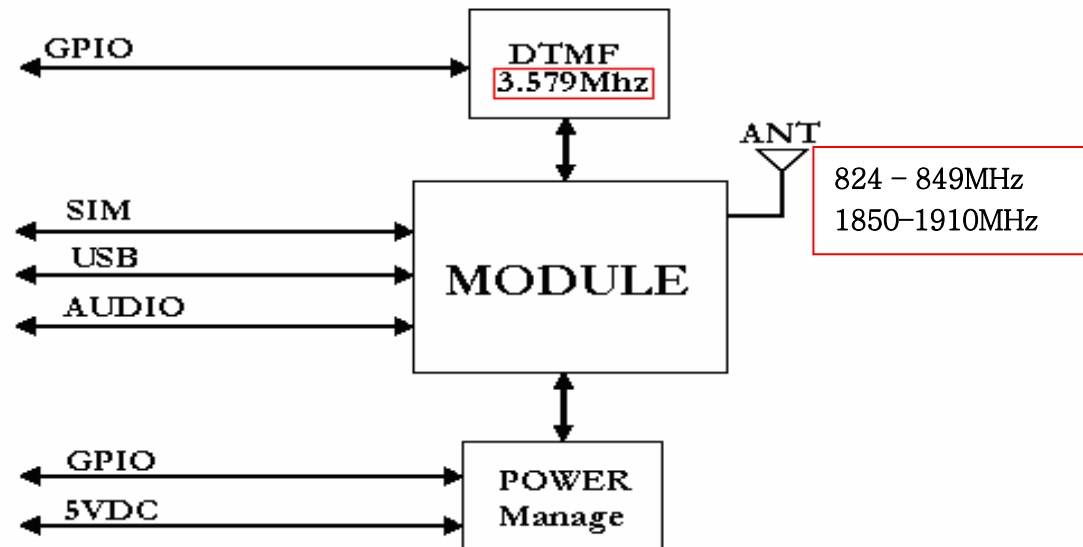 GPIO
DTMF
3.579Mhz
ANT
824 - 849MHz
1850-1910MHz
SIM
USB
AUDIO
MODULE
GPIO
5VDC
POWER
Manage